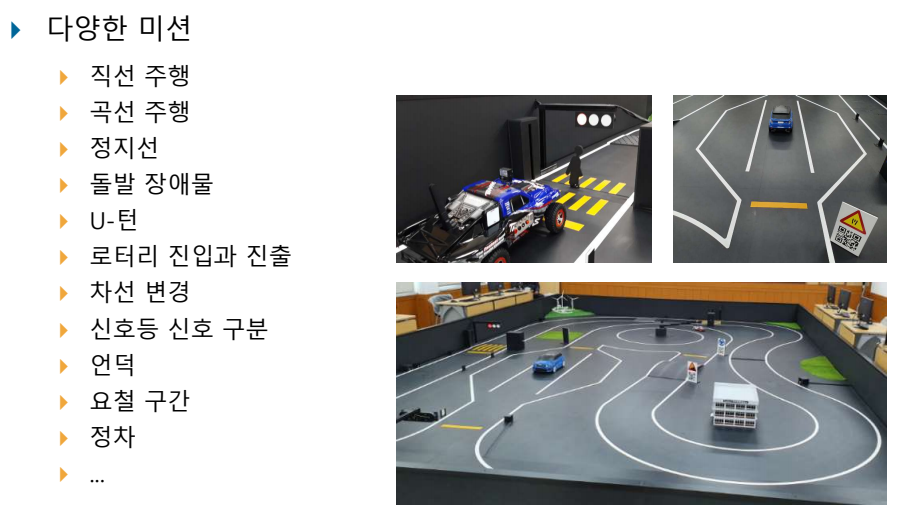 다양한 미션
직선 주행
곡선 주행
정지선
돌발 장애물
U-턴
로터리 진입과 진출
차선 변경
신호등 신호 구분
언덕
요철 구간
정차
...